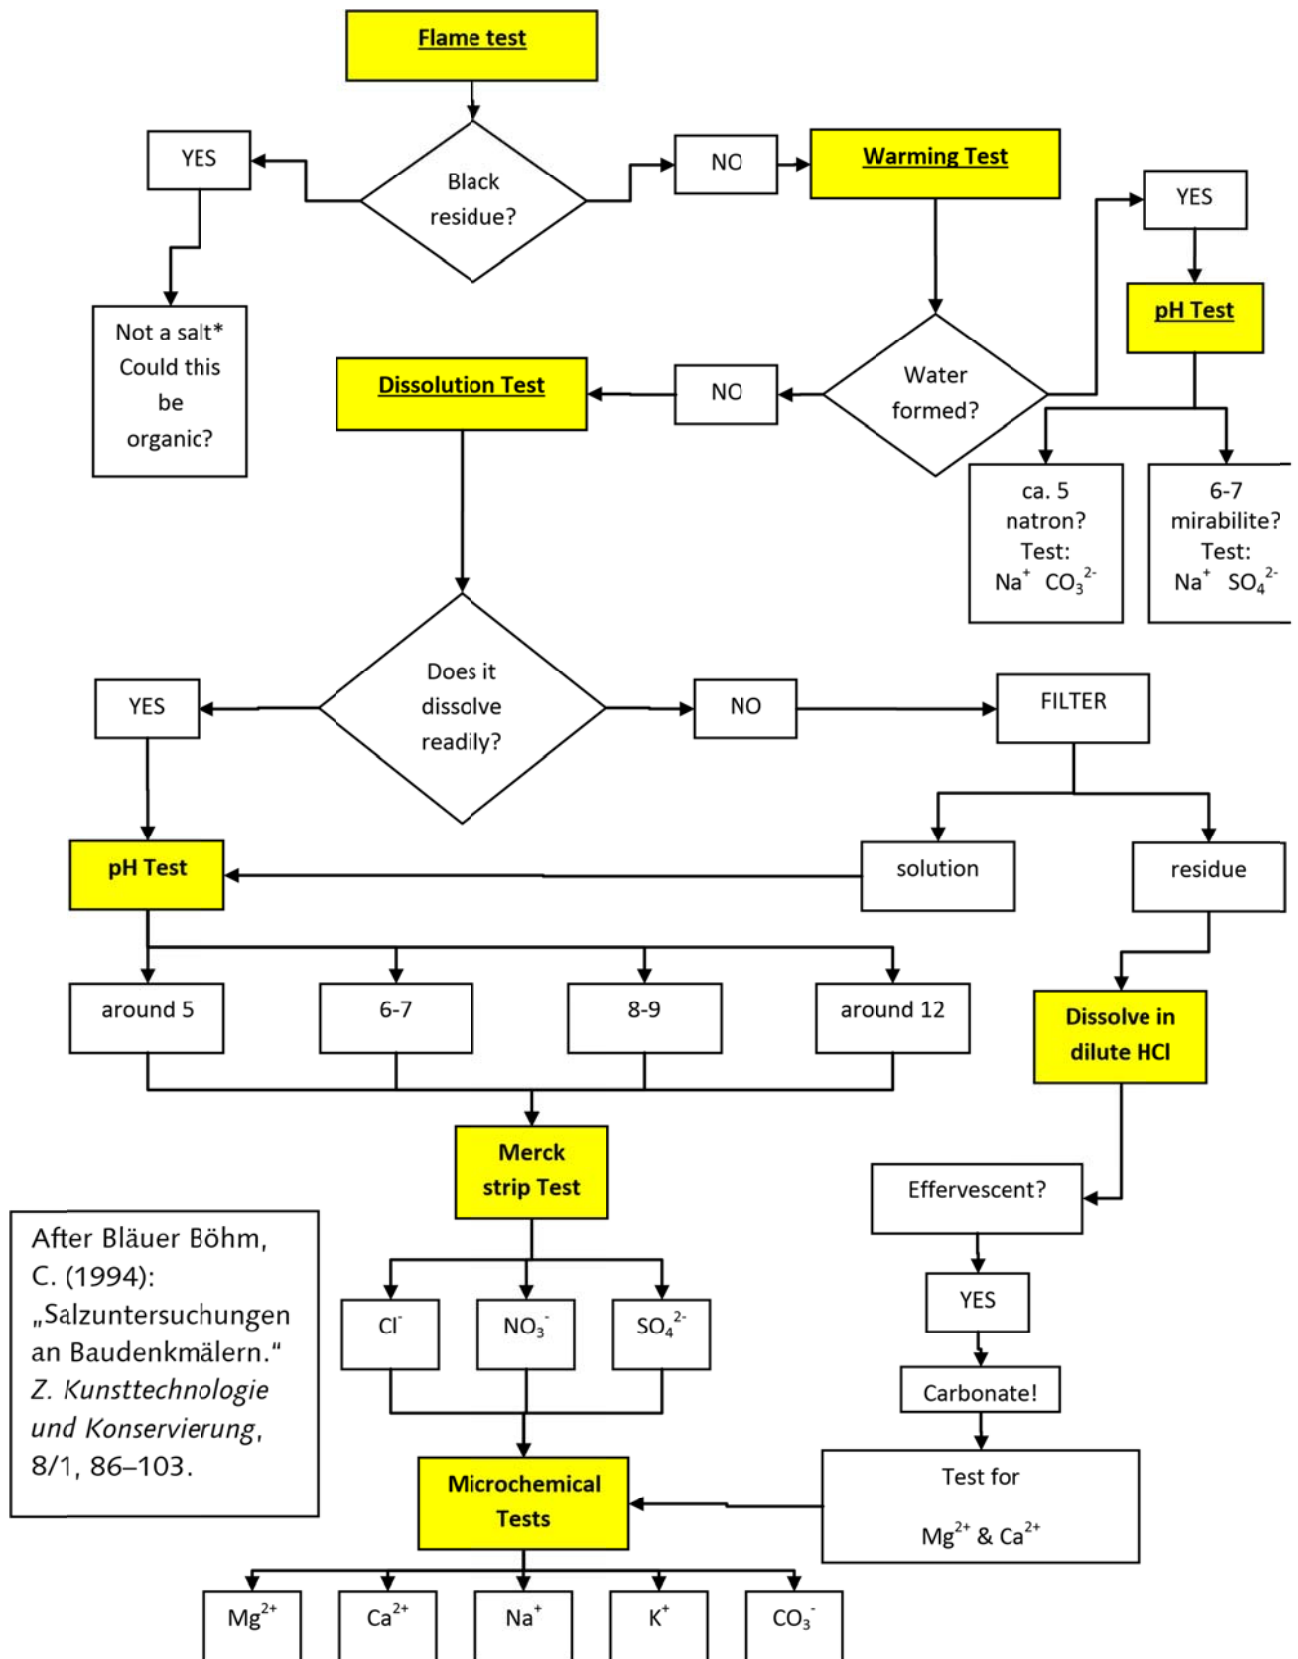 Flame test
YES
Black
residue?
NO
Warming Test
YES
Not a salt*
Could this
be
organic?
Dissolution Test
NO
Water
formed?
pH Test
ca. 5
natron?
Test:
Na⁺ CO₃²⁻
6-7
mirabilite?
Test:
Na⁺ SO₄²⁻
YES
Does it
dissolve
readily?
NO
FILTER
pH Test
solution
residue
around 5
6-7
8-9
around 12
Dissolve in
dilute HCl
Merck
strip Test
Effervescent?
YES
Cl⁻
NO₃⁻
SO₄²⁻
Carbonate!
After Bläuer Böhm,
C. (1994):
„Salzuntersuchungen
an Baudenkmälern.“
Z. Kunsttechnologie
und Konservierung,
8/1, 86–103.
Microchemical
Tests
Test for
Mg²⁺ & Ca²⁺
Mg²⁺
Ca²⁺
Na⁺
K⁺
CO₃⁻